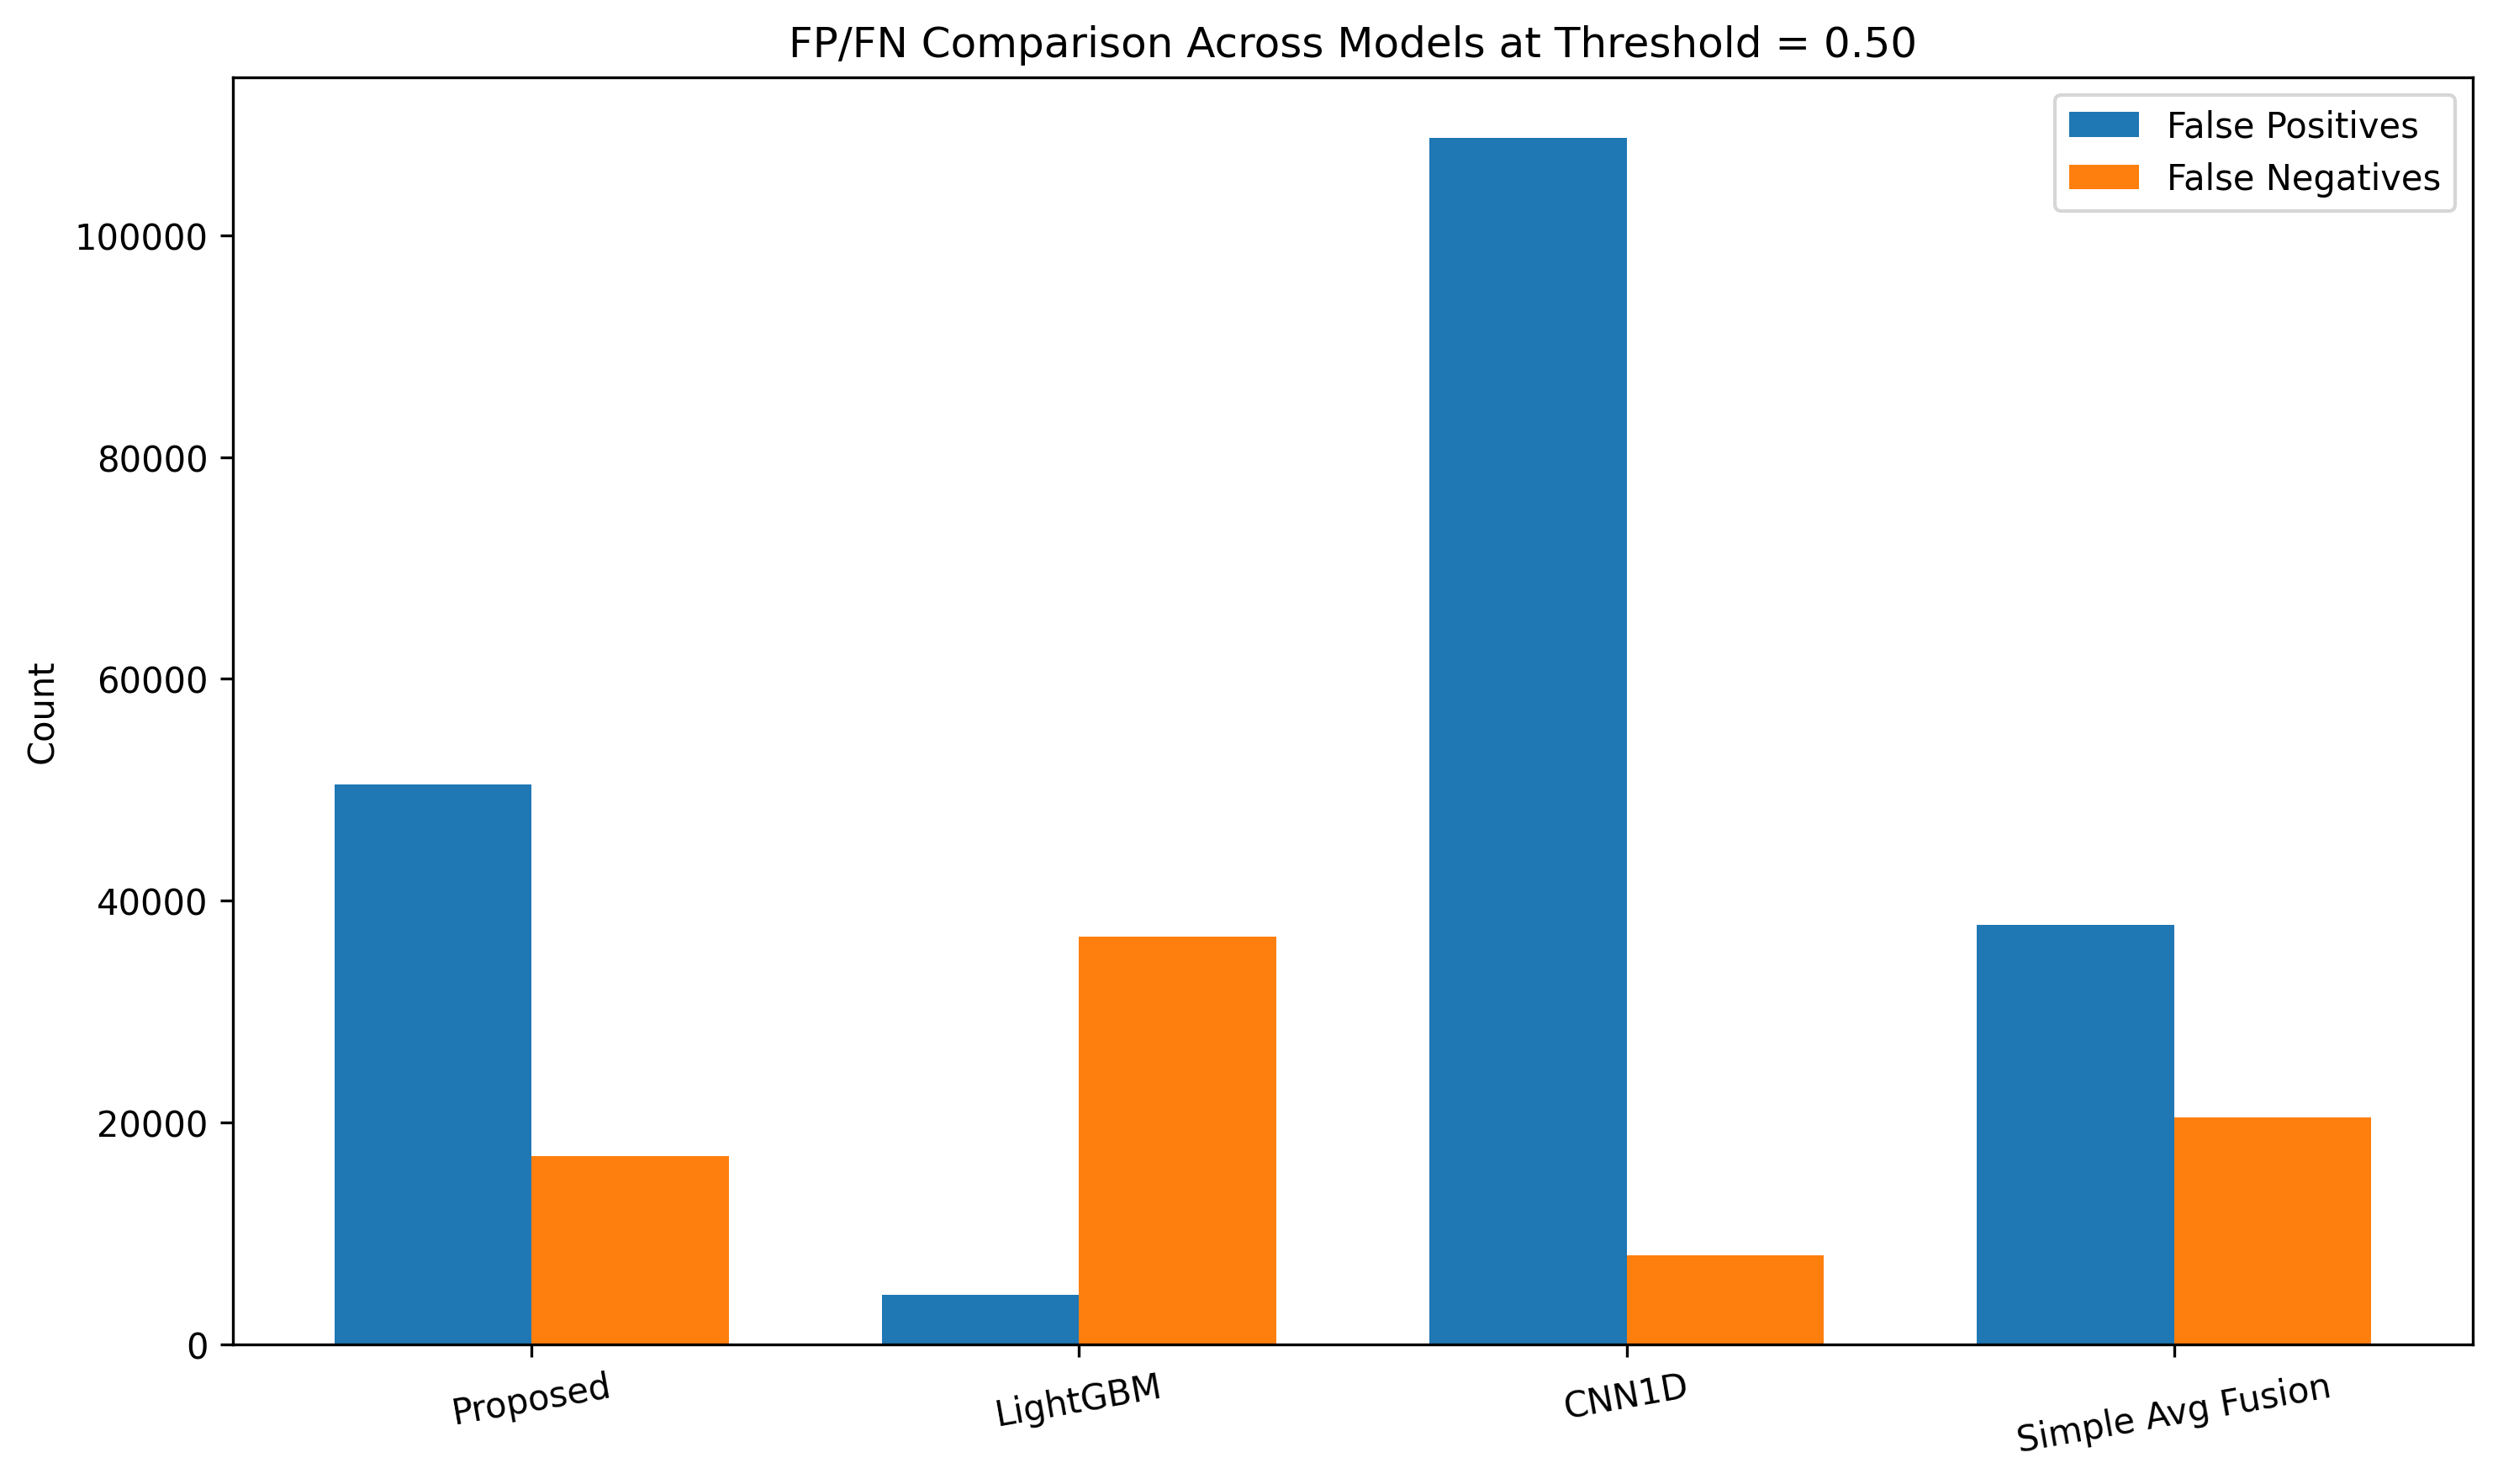 FP/FN Comparison Across Models at Threshold = 0.50
False Positives
False Negatives
Count
100000
80000
60000
40000
20000
0
Proposed
LightGBM
CNN1D
Simple Avg Fusion